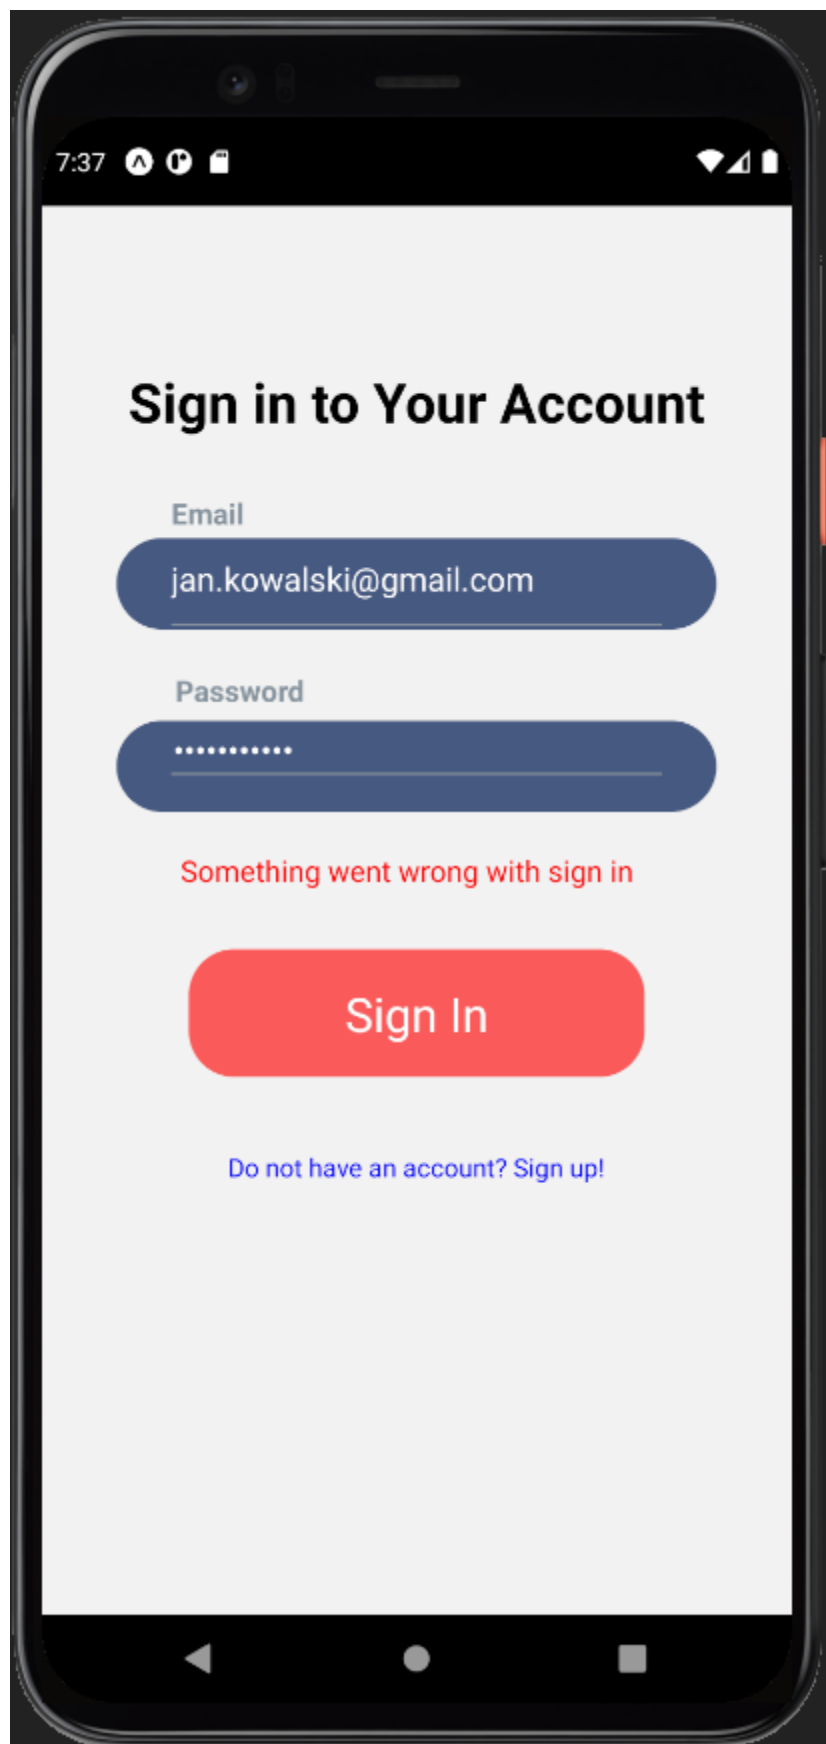 7:37
Sign in to Your Account
Email
jan.kowalski@gmail.com
Password
•••••••••••
Something went wrong with sign in
Sign In
Do not have an account? Sign up!